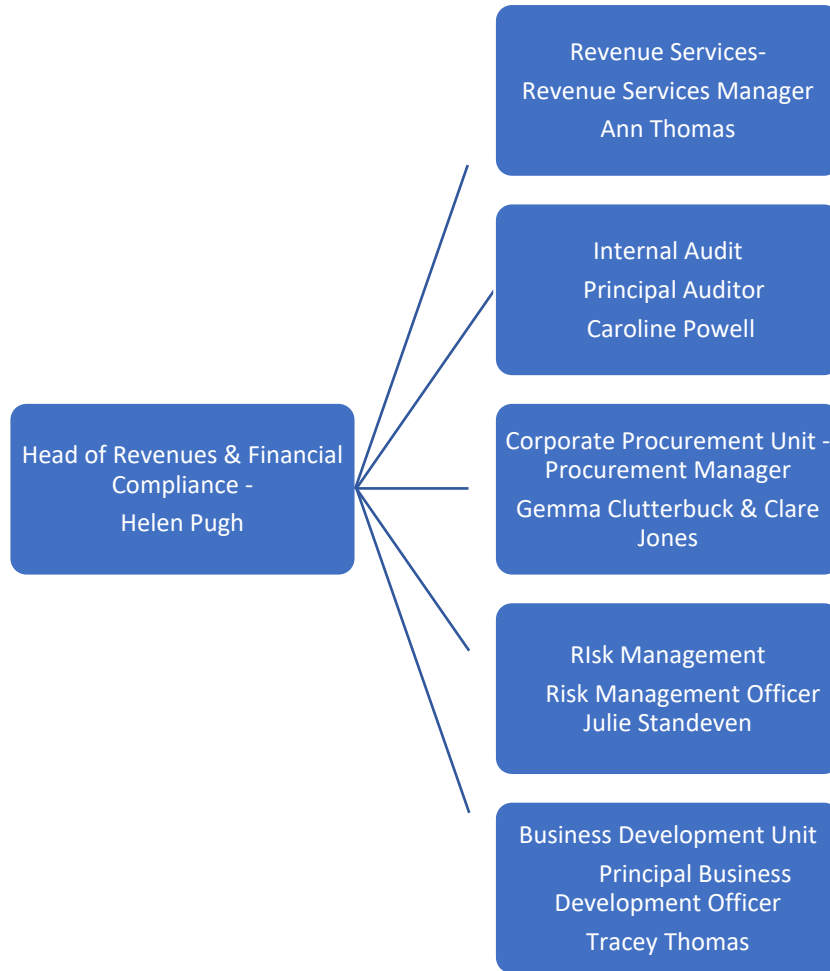 Revenue Services-
Revenue Services Manager
Ann Thomas
Internal Audit
Principal Auditor
Caroline Powell
Head of Revenues & Financial
Compliance -
Helen Pugh
Corporate Procurement Unit -
Procurement Manager
Gemma Clutterbuck & Clare
Jones
RIsk Management
Risk Management Officer
Julie Standeven
Business Development Unit
Principal Business
Development Officer
Tracey Thomas